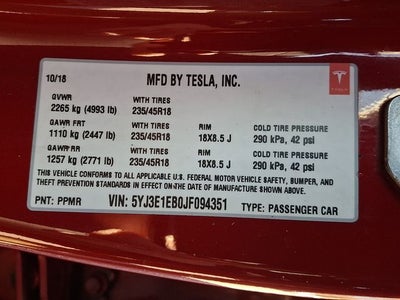 10/18 MFD BY TESLA, INC.
GVWR WITH TIRES
2265 kg (4993 lb) 235/45R18
GAWR FRT WITH TIRES RIM COLD TIRE PRESSURE
1110 kg (2447 lb) 235/45R18 18X8.5 J 290 kPa, 42 psi
GAWR RR WITH TIRES RIM COLD TIRE PRESSURE
1257 kg (2771 lb) 235/45R18 18X8.5 J 290 kPa, 42 psi
THIS VEHICLE CONFORMS TO ALL APPLICABLE U.S. FEDERAL MOTOR VEHICLE SAFETY, BUMPER, AND
THEFT PREVENTION STANDARDS IN EFFECT ON-THE DATE OF MANUFACTURE SHOWN ABOVE.
PNT: PPMR VIN: 5YJ3E1EB0JF094351 TYPE: PASSENGER CAR